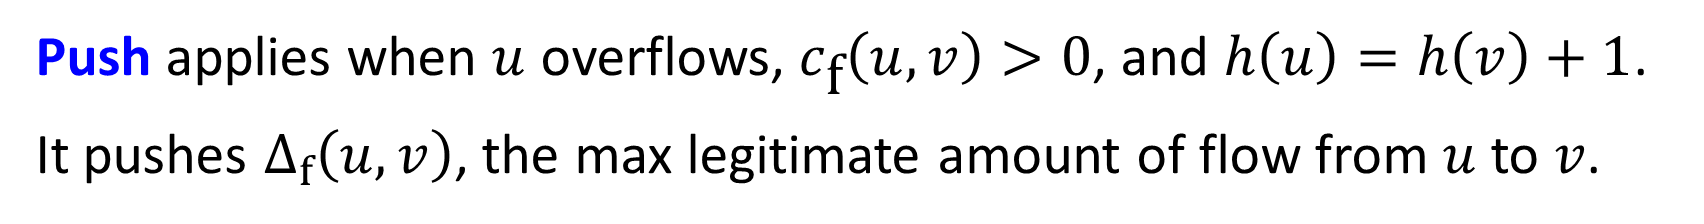 Push applies when u overflows, c_f(u, v) > 0, and h(u) = h(v) + 1.
It pushes Δ_f(u, v), the max legitimate amount of flow from u to v.